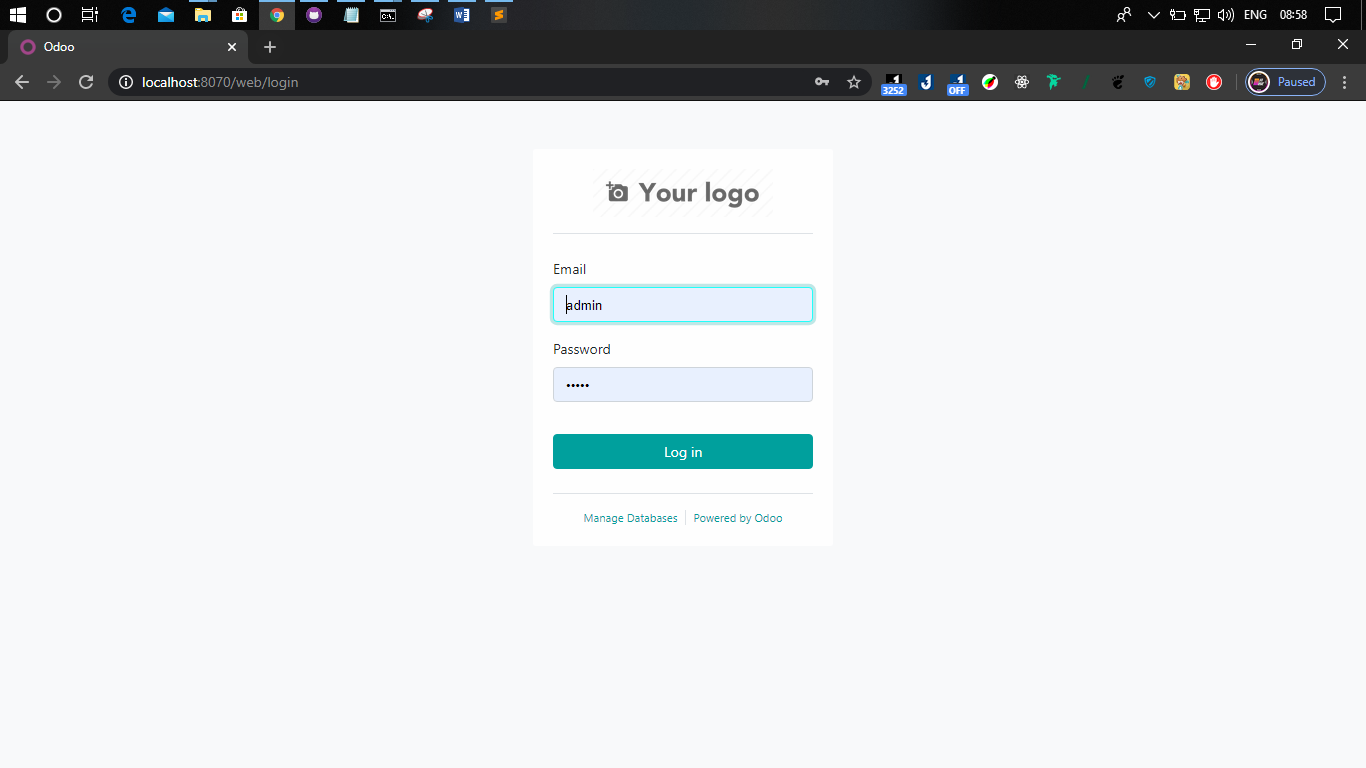 ENG
08:58
Odoo
localhost:8070/web/login
3252
OFF
Paused
Your logo
Email
admin
Password
•••••
Log in
Manage Databases
Powered by Odoo